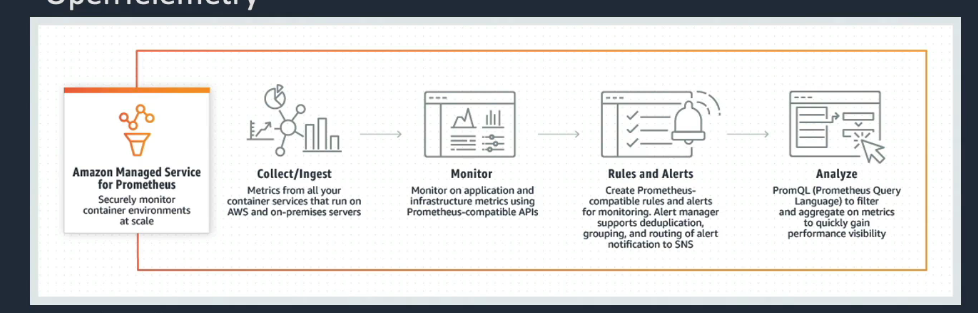 OpenTelemetry
Amazon Managed Service
for Prometheus
Securely monitor
container environments
at scale
Collect/Ingest
Metrics from all your
container services that run on
AWS and on-premises servers
Monitor
Monitor on application and
infrastructure metrics using
Prometheus-compatible APIs
Rules and Alerts
Create Prometheus-
compatible rules and alerts
for monitoring. Alert manager
supports deduplication,
grouping, and routing of alert
notification to SNS
Analyze
PromQL (Prometheus Query
Language) to filter
and aggregate on metrics
to quickly gain
performance visibility